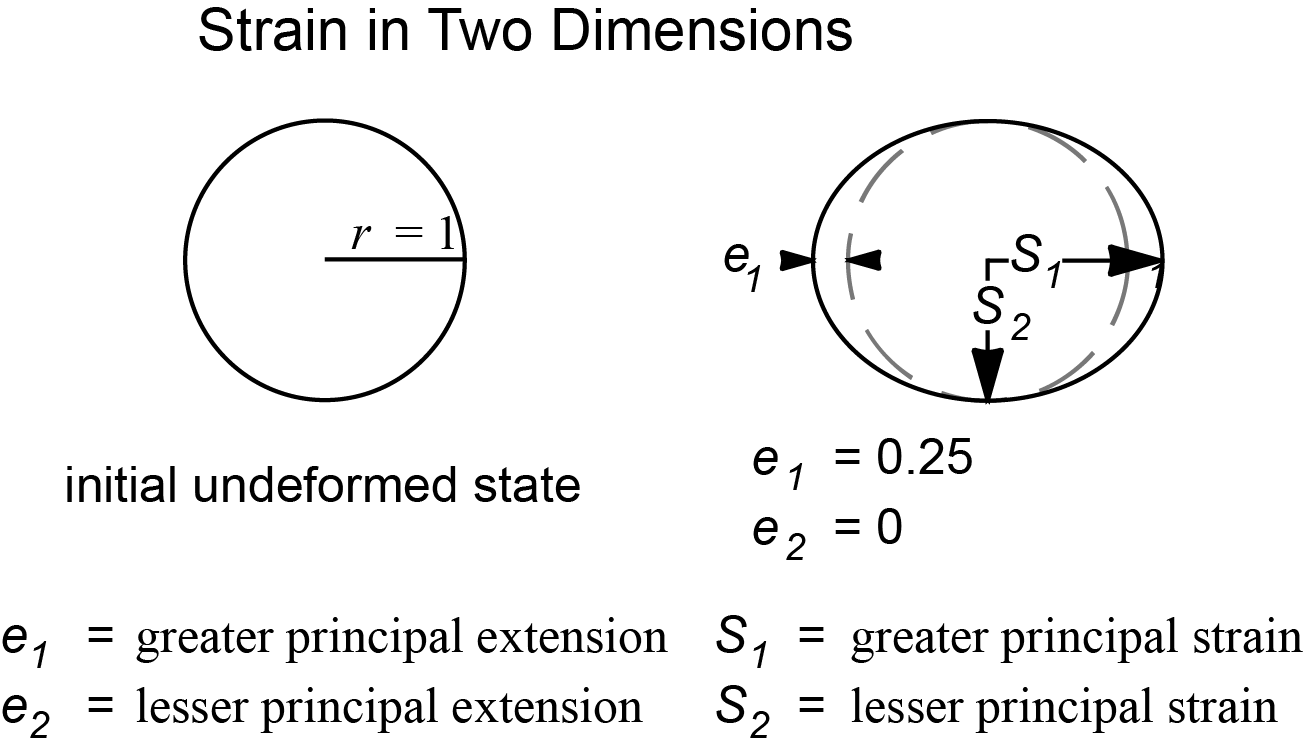 Strain in Two Dimensions
r = 1
e1
S1
1
S2
initial undeformed state
e1 = 0.25
e2 = 0
e1 = greater principal extension
S1 = greater principal strain
e2 = lesser principal extension
S2 = lesser principal strain